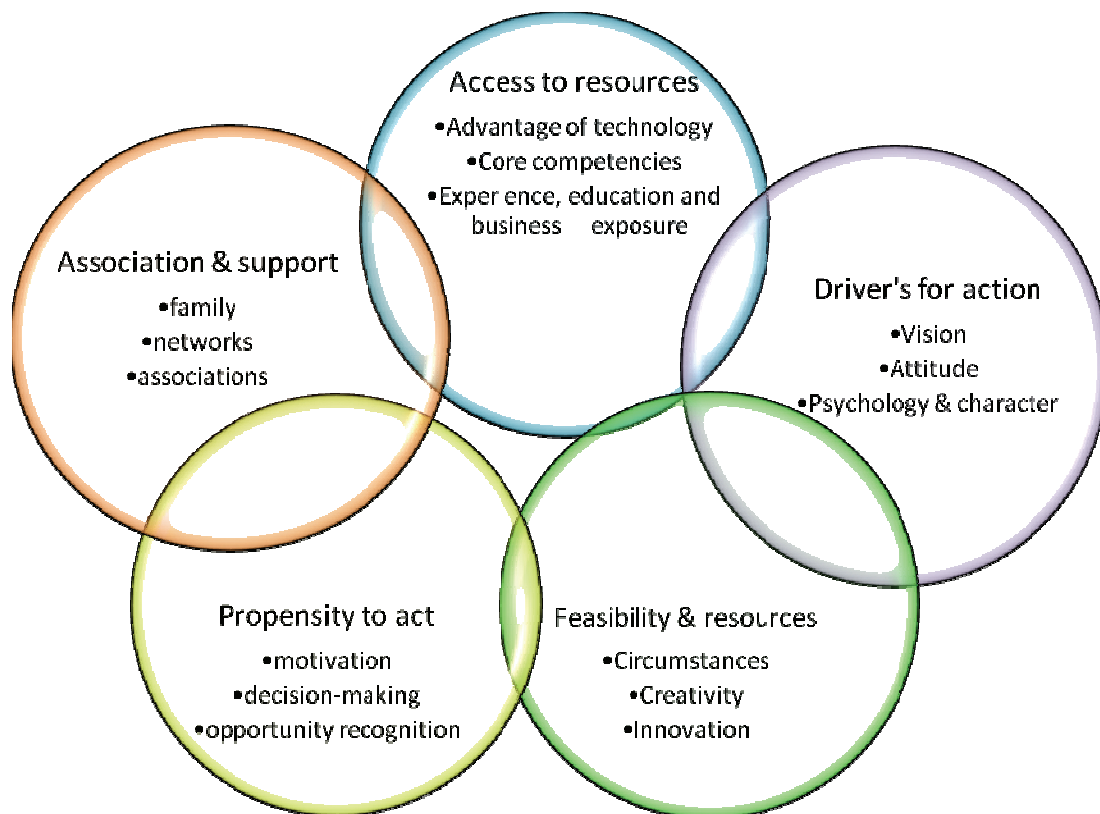 Access to resources
•Advantage of technology
•Core competencies
•Exper ence, education and
business exposure
Association & support
•family
•networks
•associations
Driver's for action
•Vision
•Attitude
•Psychology & character
Propensity to act
•motivation
•decision-making
•opportunity recognition
Feasibility & resources
•Circumstances
•Creativity
•Innovation